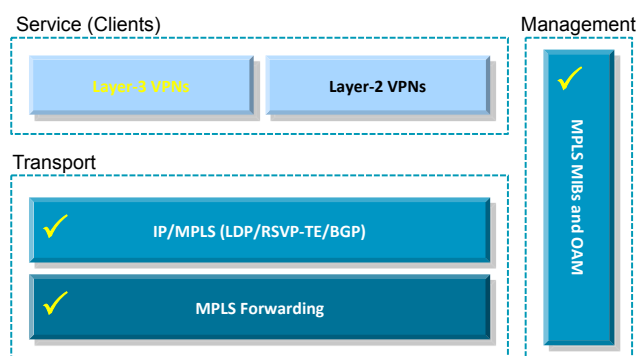 Service (Clients)
Management
Layer-3 VPNs
Layer-2 VPNs
MPLS MIBs and OAM
Transport
IP/MPLS (LDP/RSVP-TE/BGP)
MPLS Forwarding